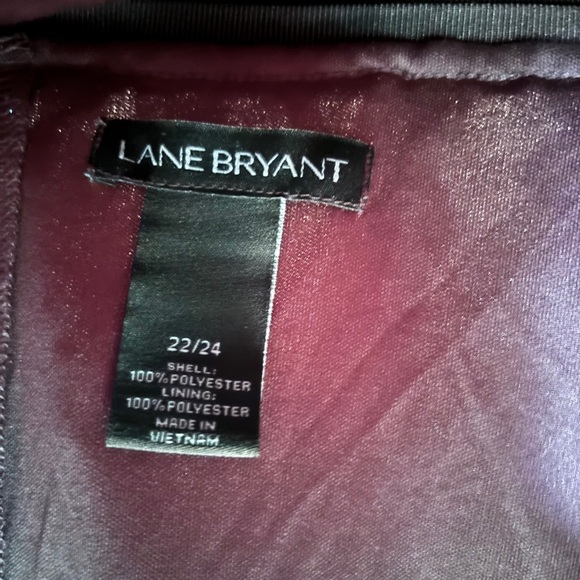 LANE BRYANT
22/24
SHELL:
100% POLYESTER
LINING:
100% POLYESTER
MADE IN
VIETNAM